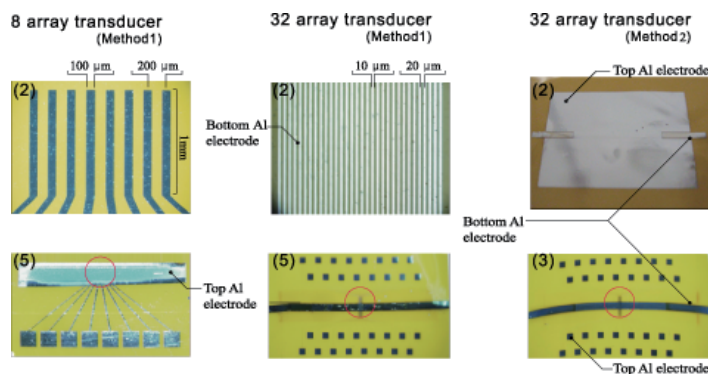 8 array transducer
(Method1)
32 array transducer
(Method1)
32 array transducer
(Method2)
100 μm
200 μm
10 μm
20 μm
(2)
1mm
(2)
Bottom Al
electrode
(2)
Top Al electrode
Bottom Al
electrode
(5)
Top Al
electrode
(5)
(3)
Top Al electrode